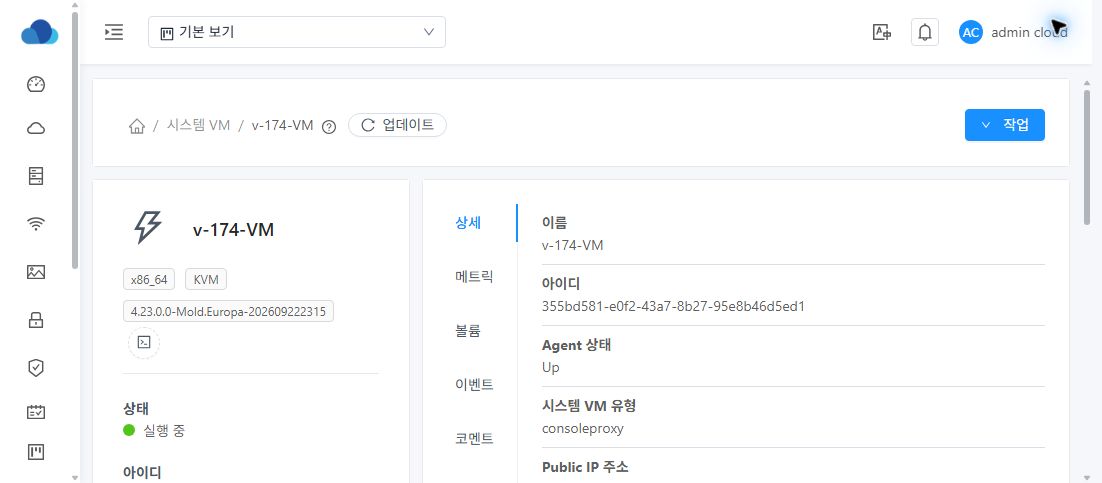 기본 보기
AC admin cloud
/ 시스템 VM / v-174-VM 업데이트
작업
v-174-VM
x86_64 KVM
4.23.0.0-Mold.Europa-202609222315
상태
실행 중
아이디
상세
메트릭
볼륨
이벤트
코멘트
이름
v-174-VM
아이디
355bd581-e0f2-43a7-8b27-95e8b46d5ed1
Agent 상태
Up
시스템 VM 유형
consoleproxy
Public IP 주소